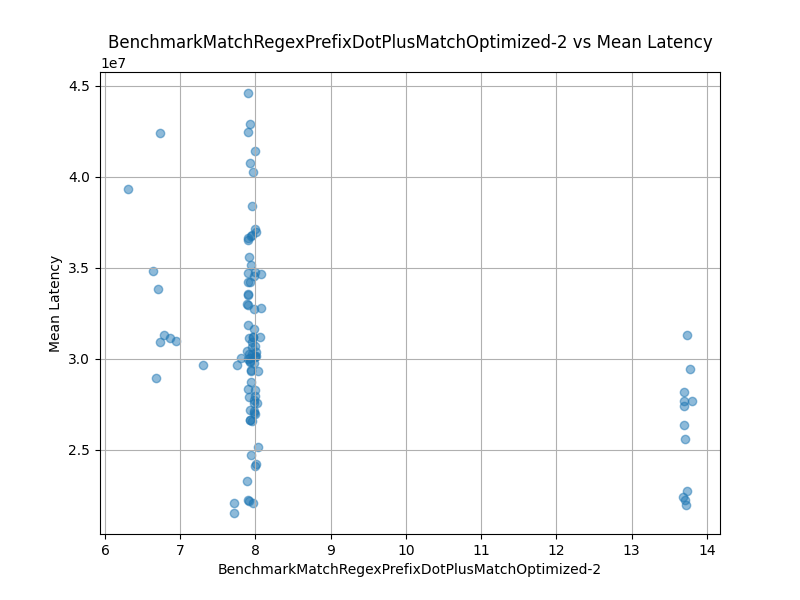 BenchmarkMatchRegexPrefixDotPlusMatchOptimized-2 vs Mean Latency
1e7
4.5
4.0
3.5
3.0
2.5
Mean Latency
6 7 8 9 10 11 12 13 14
BenchmarkMatchRegexPrefixDotPlusMatchOptimized-2